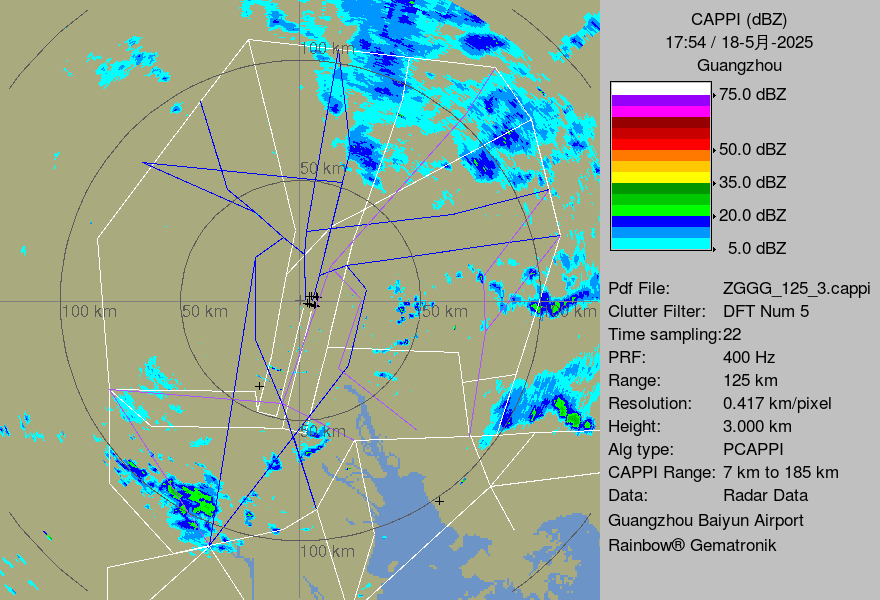 CAPPI (dBZ)
17:54 / 18-5月-2025
Guangzhou
75.0 dBZ
50.0 dBZ
35.0 dBZ
20.0 dBZ
5.0 dBZ
Pdf File: ZGGG_125_3.cappi
Clutter Filter: DFT Num 5
Time sampling:22
PRF: 400 Hz
Range: 125 km
Resolution: 0.417 km/pixel
Height: 3.000 km
Alg type: PCAPPI
CAPPI Range: 7 km to 185 km
Data: Radar Data
Guangzhou Baiyun Airport
Rainbow® Gematronik
100 km
50 km
100 km
50 km
50 km
100 km
50 km
100 km